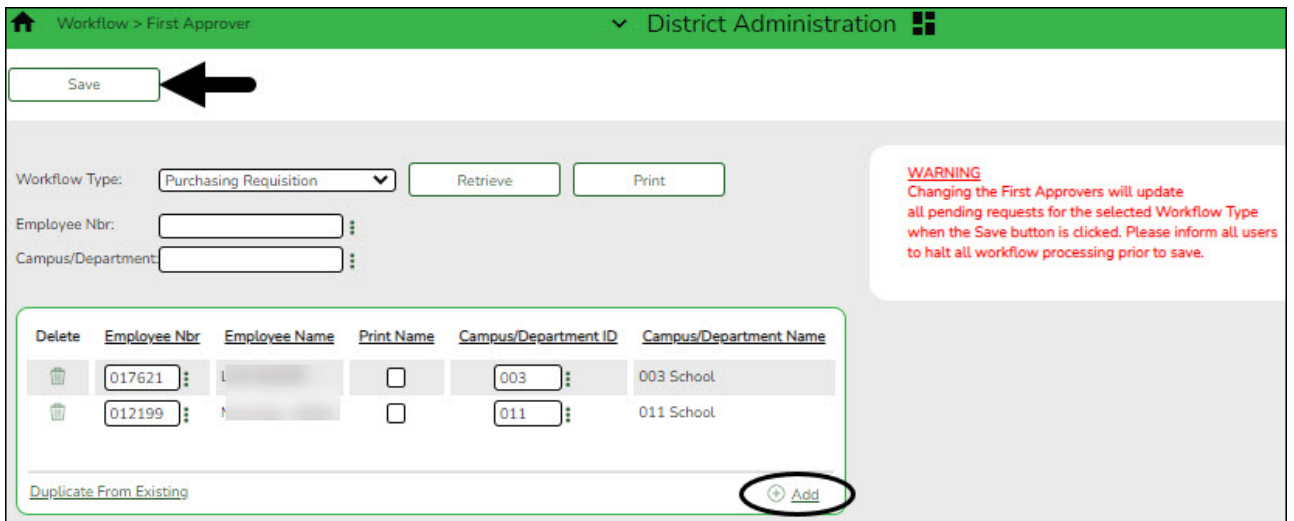 Workflow > First Approver
District Administration
Save
Workflow Type: Purchasing Requisition Retrieve Print
Employee Nbr:
Campus/Department:
WARNING
Changing the First Approvers will update
all pending requests for the selected Workflow Type
when the Save button is clicked. Please inform all users
to halt all workflow processing prior to save.
Delete Employee Nbr Employee Name Print Name Campus/Department ID Campus/Department Name
017621 003 003 School
012199 011 011 School
Duplicate From Existing Add